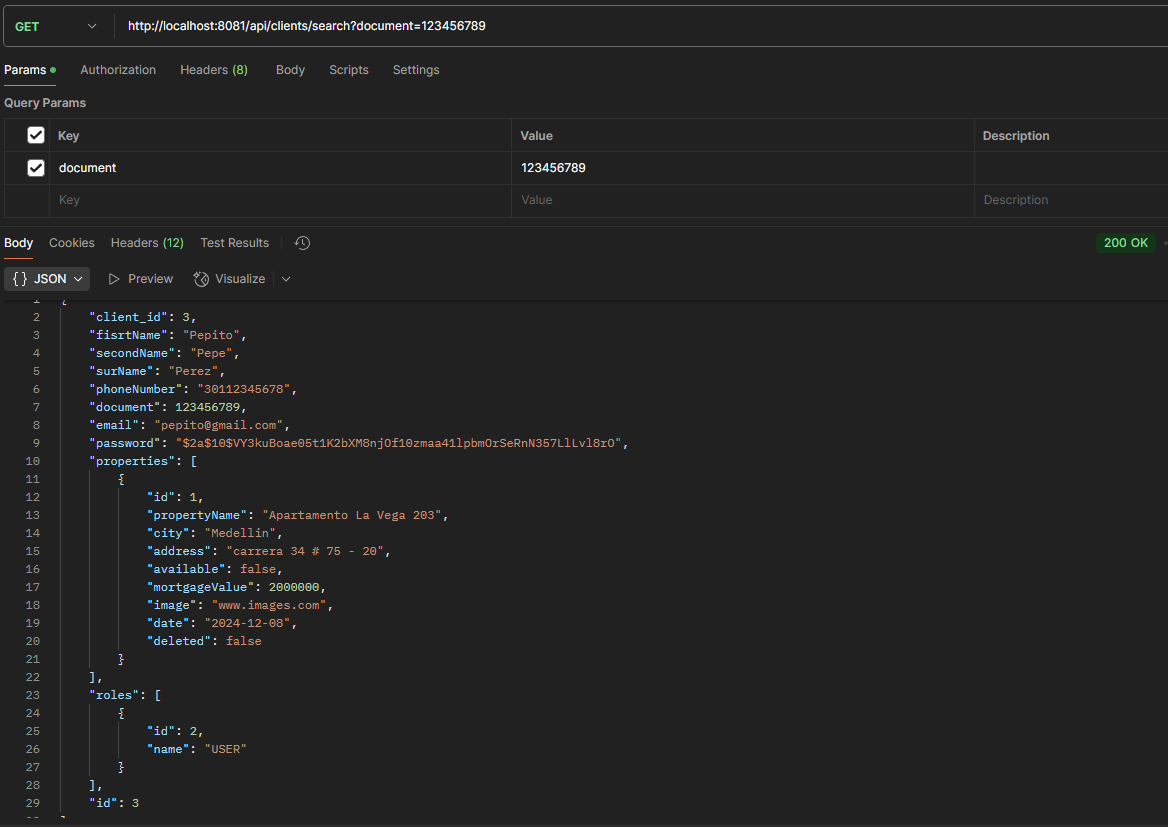 GET http://localhost:8081/api/clients/search?document=123456789
Params Authorization Headers (8) Body Scripts Settings
Query Params
Key Value Description
document 123456789
Key Value Description
Body Cookies Headers (12) Test Results 200 OK
{} JSON Preview Visualize
1 {
2 "client_id": 3,
3 "fisrtName": "Pepito",
4 "secondName": "Pepe",
5 "surName": "Perez",
6 "phoneNumber": "30112345678",
7 "document": 123456789,
8 "email": "pepito@gmail.com",
9 "password": "$2a$10$VY3kuBoae05t1K2bXM8njOf10zmaa41lpbmOrSeRnN357LlLvl8rO",
10 "properties": [
11 {
12 "id": 1,
13 "propertyName": "Apartamento La Vega 203",
14 "city": "Medellin",
15 "address": "carrera 34 # 75 - 20",
16 "available": false,
17 "mortgageValue": 2000000,
18 "image": "www.images.com",
19 "date": "2024-12-08",
20 "deleted": false
21 }
22 ],
23 "roles": [
24 {
25 "id": 2,
26 "name": "USER"
27 }
28 ],
29 "id": 3